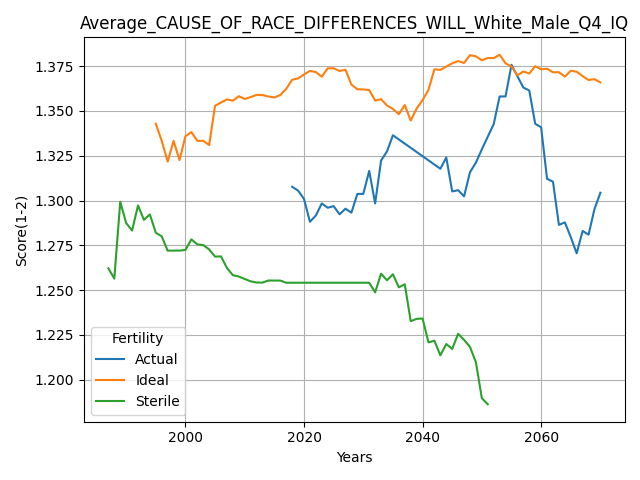 Average_CAUSE_OF_RACE_DIFFERENCES_WILL_White_Male_Q4_IQ
Score(1-2)
1.375
1.350
1.325
1.300
1.275
1.250
1.225
1.200
Fertility
Actual
Ideal
Sterile
2000
2020
2040
2060
Years